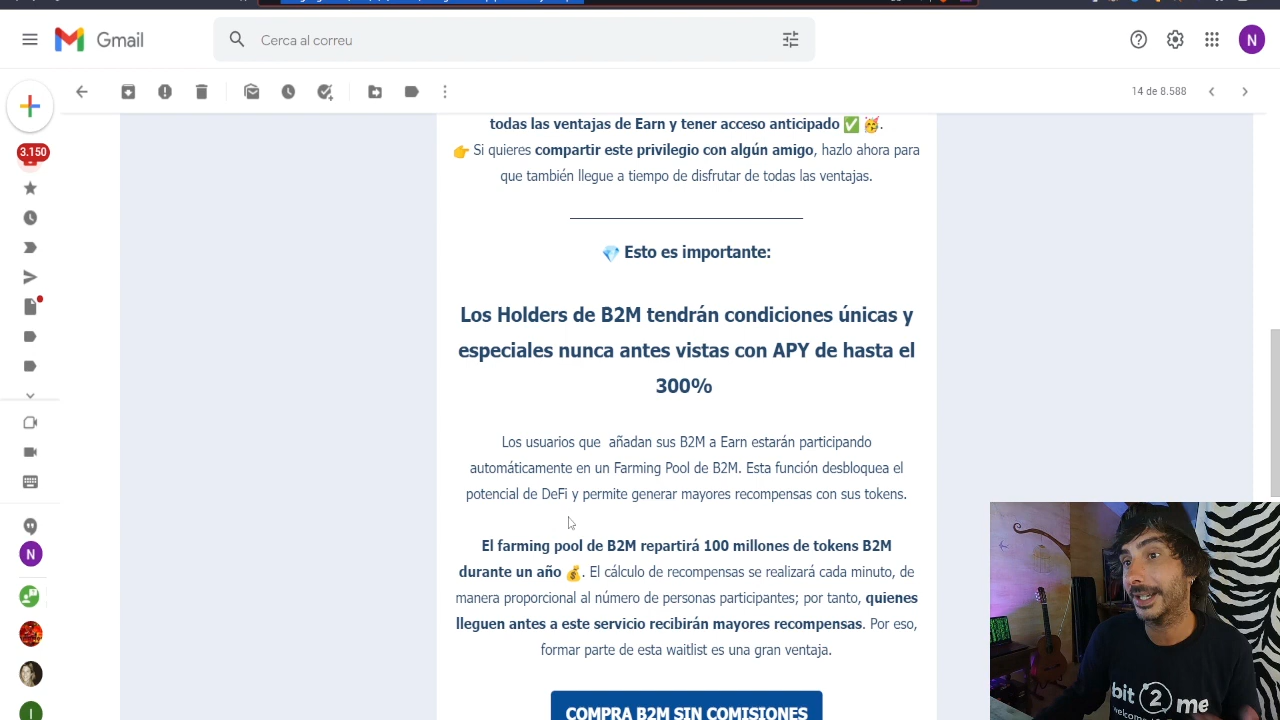 Gmail
Cerca al correu
N
3.150
14 de 8.588
todas las ventajas de Earn y tener acceso anticipado ✅ 🥳.
👉 Si quieres compartir este privilegio con algún amigo, hazlo ahora para
que también llegue a tiempo de disfrutar de todas las ventajas.
💎 Esto es importante:
Los Holders de B2M tendrán condiciones únicas y
especiales nunca antes vistas con APY de hasta el
300%
Los usuarios que  añadan sus B2M a Earn estarán participando
automáticamente en un Farming Pool de B2M. Esta función desbloquea el
potencial de DeFi y permite generar mayores recompensas con sus tokens.
El farming pool de B2M repartirá 100 millones de tokens B2M
durante un año 💰. El cálculo de recompensas se realizará cada minuto, de
manera proporcional al número de personas participantes; por tanto, quienes
lleguen antes a este servicio recibirán mayores recompensas. Por eso,
formar parte de esta waitlist es una gran ventaja.
COMPRA B2M SIN COMISIONES
N
I
bit 2 me
welcome